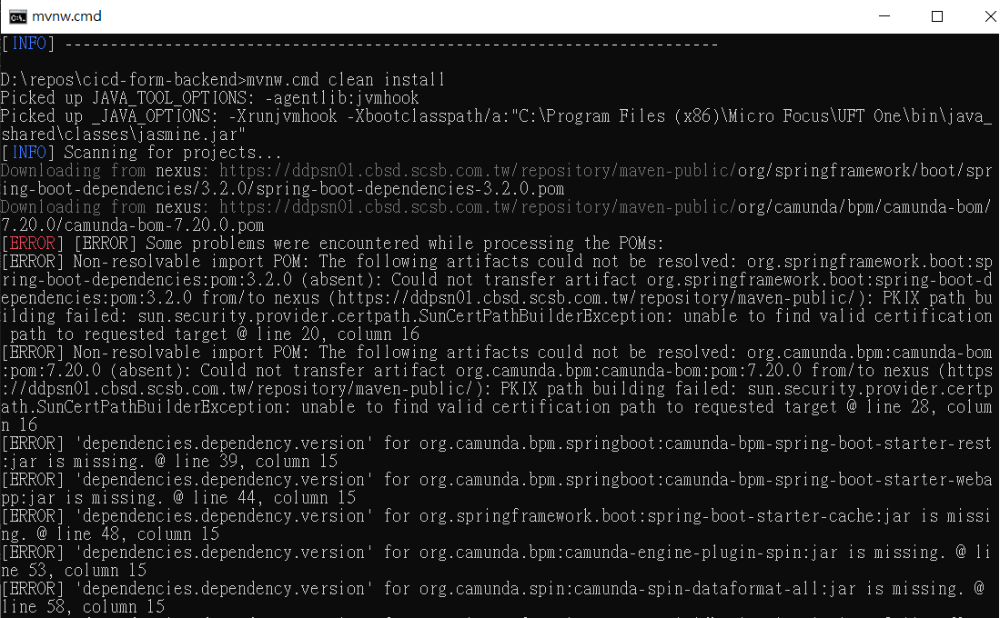 mvnw.cmd
[INFO] ------------------------------------------------------------------------
D:\repos\cicd-form-backend>mvnw.cmd clean install
Picked up JAVA_TOOL_OPTIONS: -agentlib:jvmhook
Picked up _JAVA_OPTIONS: -Xrunjvmhook -Xbootclasspath/a:"C:\Program Files (x86)\Micro Focus\UFT One\bin\java_
shared\classes\jasmine.jar"
[INFO] Scanning for projects...
Downloading from nexus: https://ddpsn01.cbsd.scsb.com.tw/repository/maven-public/org/springframework/boot/spr
ing-boot-dependencies/3.2.0/spring-boot-dependencies-3.2.0.pom
Downloading from nexus: https://ddpsn01.cbsd.scsb.com.tw/repository/maven-public/org/camunda/bpm/camunda-bom/
7.20.0/camunda-bom-7.20.0.pom
[ERROR] [ERROR] Some problems were encountered while processing the POMs:
[ERROR] Non-resolvable import POM: The following artifacts could not be resolved: org.springframework.boot:sp
ring-boot-dependencies:pom:3.2.0 (absent): Could not transfer artifact org.springframework.boot:spring-boot-d
ependencies:pom:3.2.0 from/to nexus (https://ddpsn01.cbsd.scsb.com.tw/repository/maven-public/): PKIX path bu
ilding failed: sun.security.provider.certpath.SunCertPathBuilderException: unable to find valid certification
 path to requested target @ line 20, column 16
[ERROR] Non-resolvable import POM: The following artifacts could not be resolved: org.camunda.bpm:camunda-bom
:pom:7.20.0 (absent): Could not transfer artifact org.camunda.bpm:camunda-bom:pom:7.20.0 from/to nexus (https
://ddpsn01.cbsd.scsb.com.tw/repository/maven-public/): PKIX path building failed: sun.security.provider.certp
ath.SunCertPathBuilderException: unable to find valid certification path to requested target @ line 28, colum
n 16
[ERROR] 'dependencies.dependency.version' for org.camunda.bpm.springboot:camunda-bpm-spring-boot-starter-rest
:jar is missing. @ line 39, column 15
[ERROR] 'dependencies.dependency.version' for org.camunda.bpm.springboot:camunda-bpm-spring-boot-starter-weba
pp:jar is missing. @ line 44, column 15
[ERROR] 'dependencies.dependency.version' for org.springframework.boot:spring-boot-starter-cache:jar is missi
ng. @ line 48, column 15
[ERROR] 'dependencies.dependency.version' for org.camunda.bpm:camunda-engine-plugin-spin:jar is missing. @ li
ne 53, column 15
[ERROR] 'dependencies.dependency.version' for org.camunda.spin:camunda-spin-dataformat-all:jar is missing. @
line 58, column 15